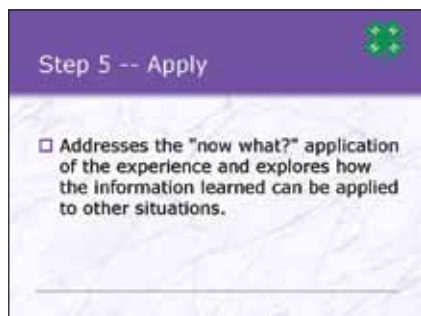 Step 5 -- Apply
Addresses the "now what?" application
of the experience and explores how
the information learned can be applied
to other situations.